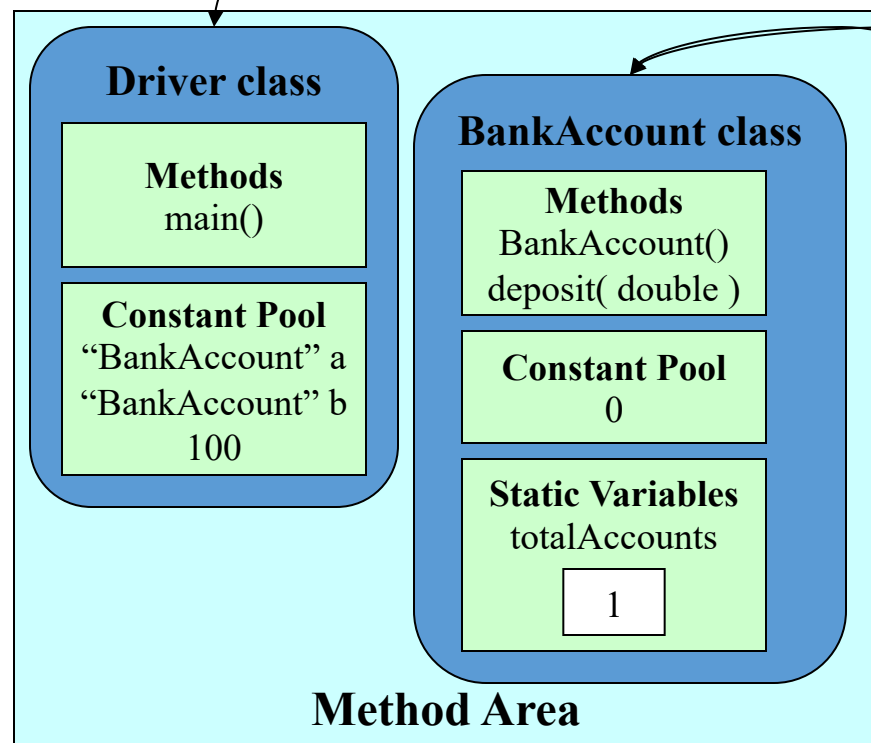 Driver class
Methods
main()
Constant Pool
“BankAccount” a
“BankAccount” b
100
BankAccount class
Methods
BankAccount()
deposit( double )
Constant Pool
0
Static Variables
totalAccounts
1
Method Area